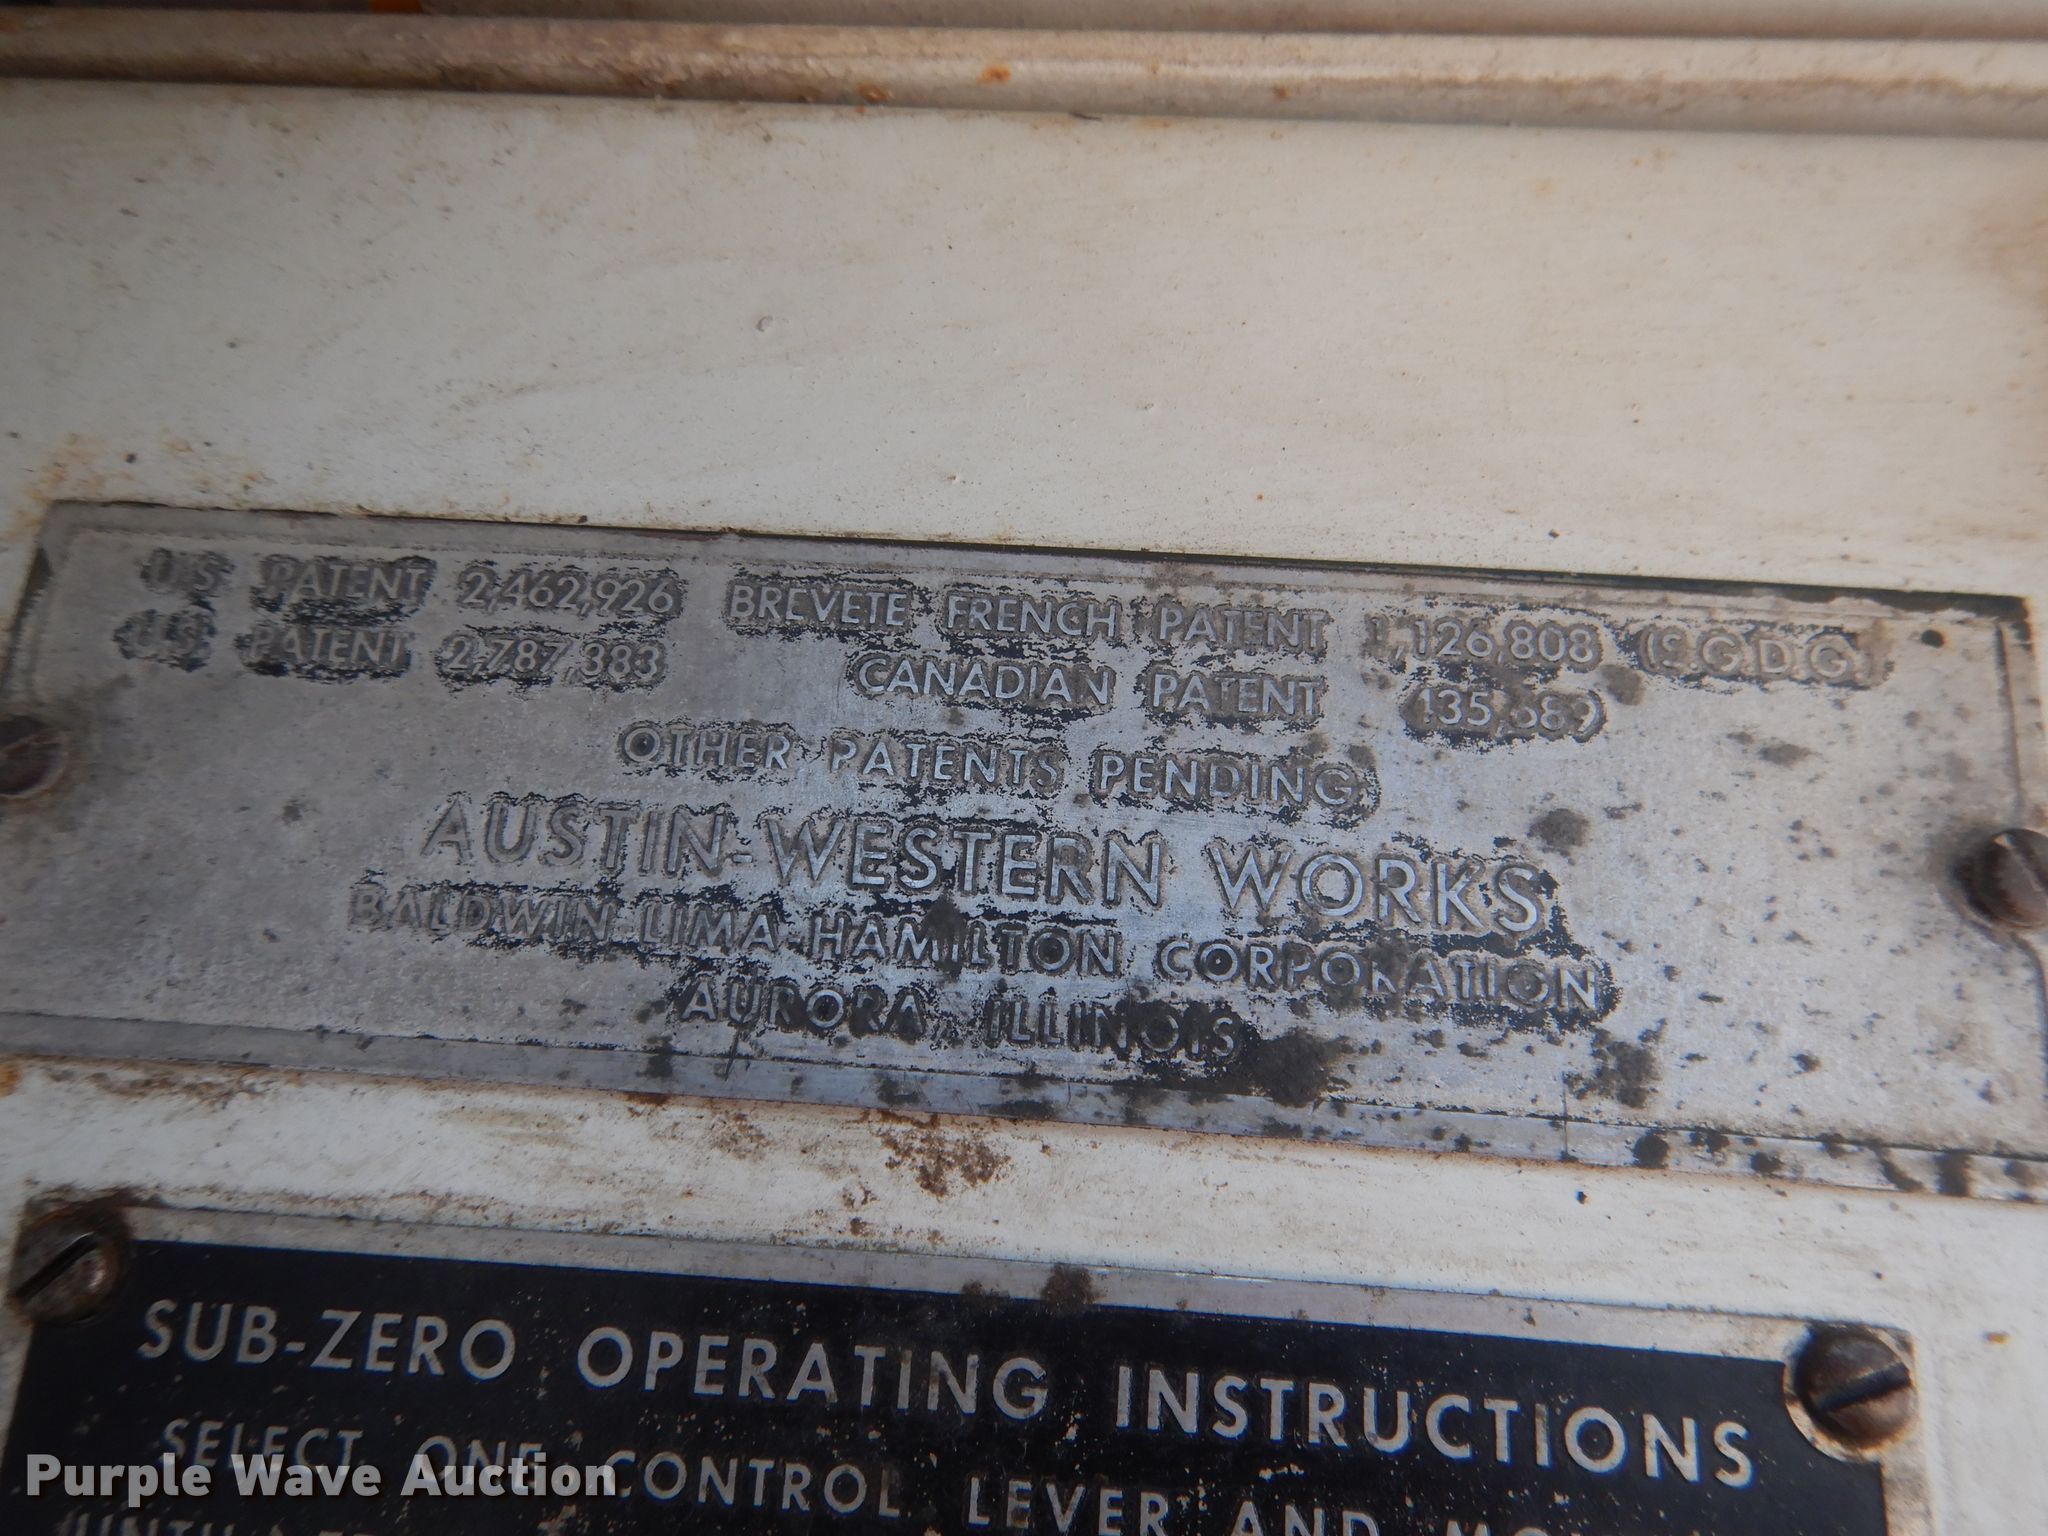 U.S. PATENT 2,462,926 BREVETE FRENCH PATENT 1,126,808 (S.G.D.G.)
U.S. PATENT 2,787,383 CANADIAN PATENT 435,689
OTHER PATENTS PENDING
AUSTIN-WESTERN WORKS
BALDWIN-LIMA-HAMILTON CORPORATION
AURORA, ILLINOIS
SUB-ZERO OPERATING INSTRUCTIONS
SELECT ONE CONTROL LEVER AND
Purple Wave Auction